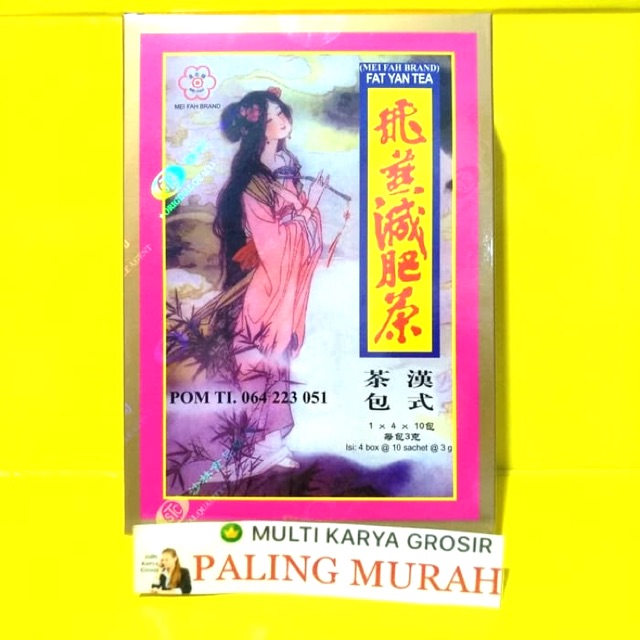 MEI FAH BRAND
(MEI FAH BRAND)
FAT YAN TEA
飛燕減肥茶
漢式
茶包
POM TI. 064 223 051
1 x 4 x 10包
每包3克
Isi: 4 box @ 10 sachet @ 3 g
STC
MULTI KARYA GROSIR
PALING MURAH